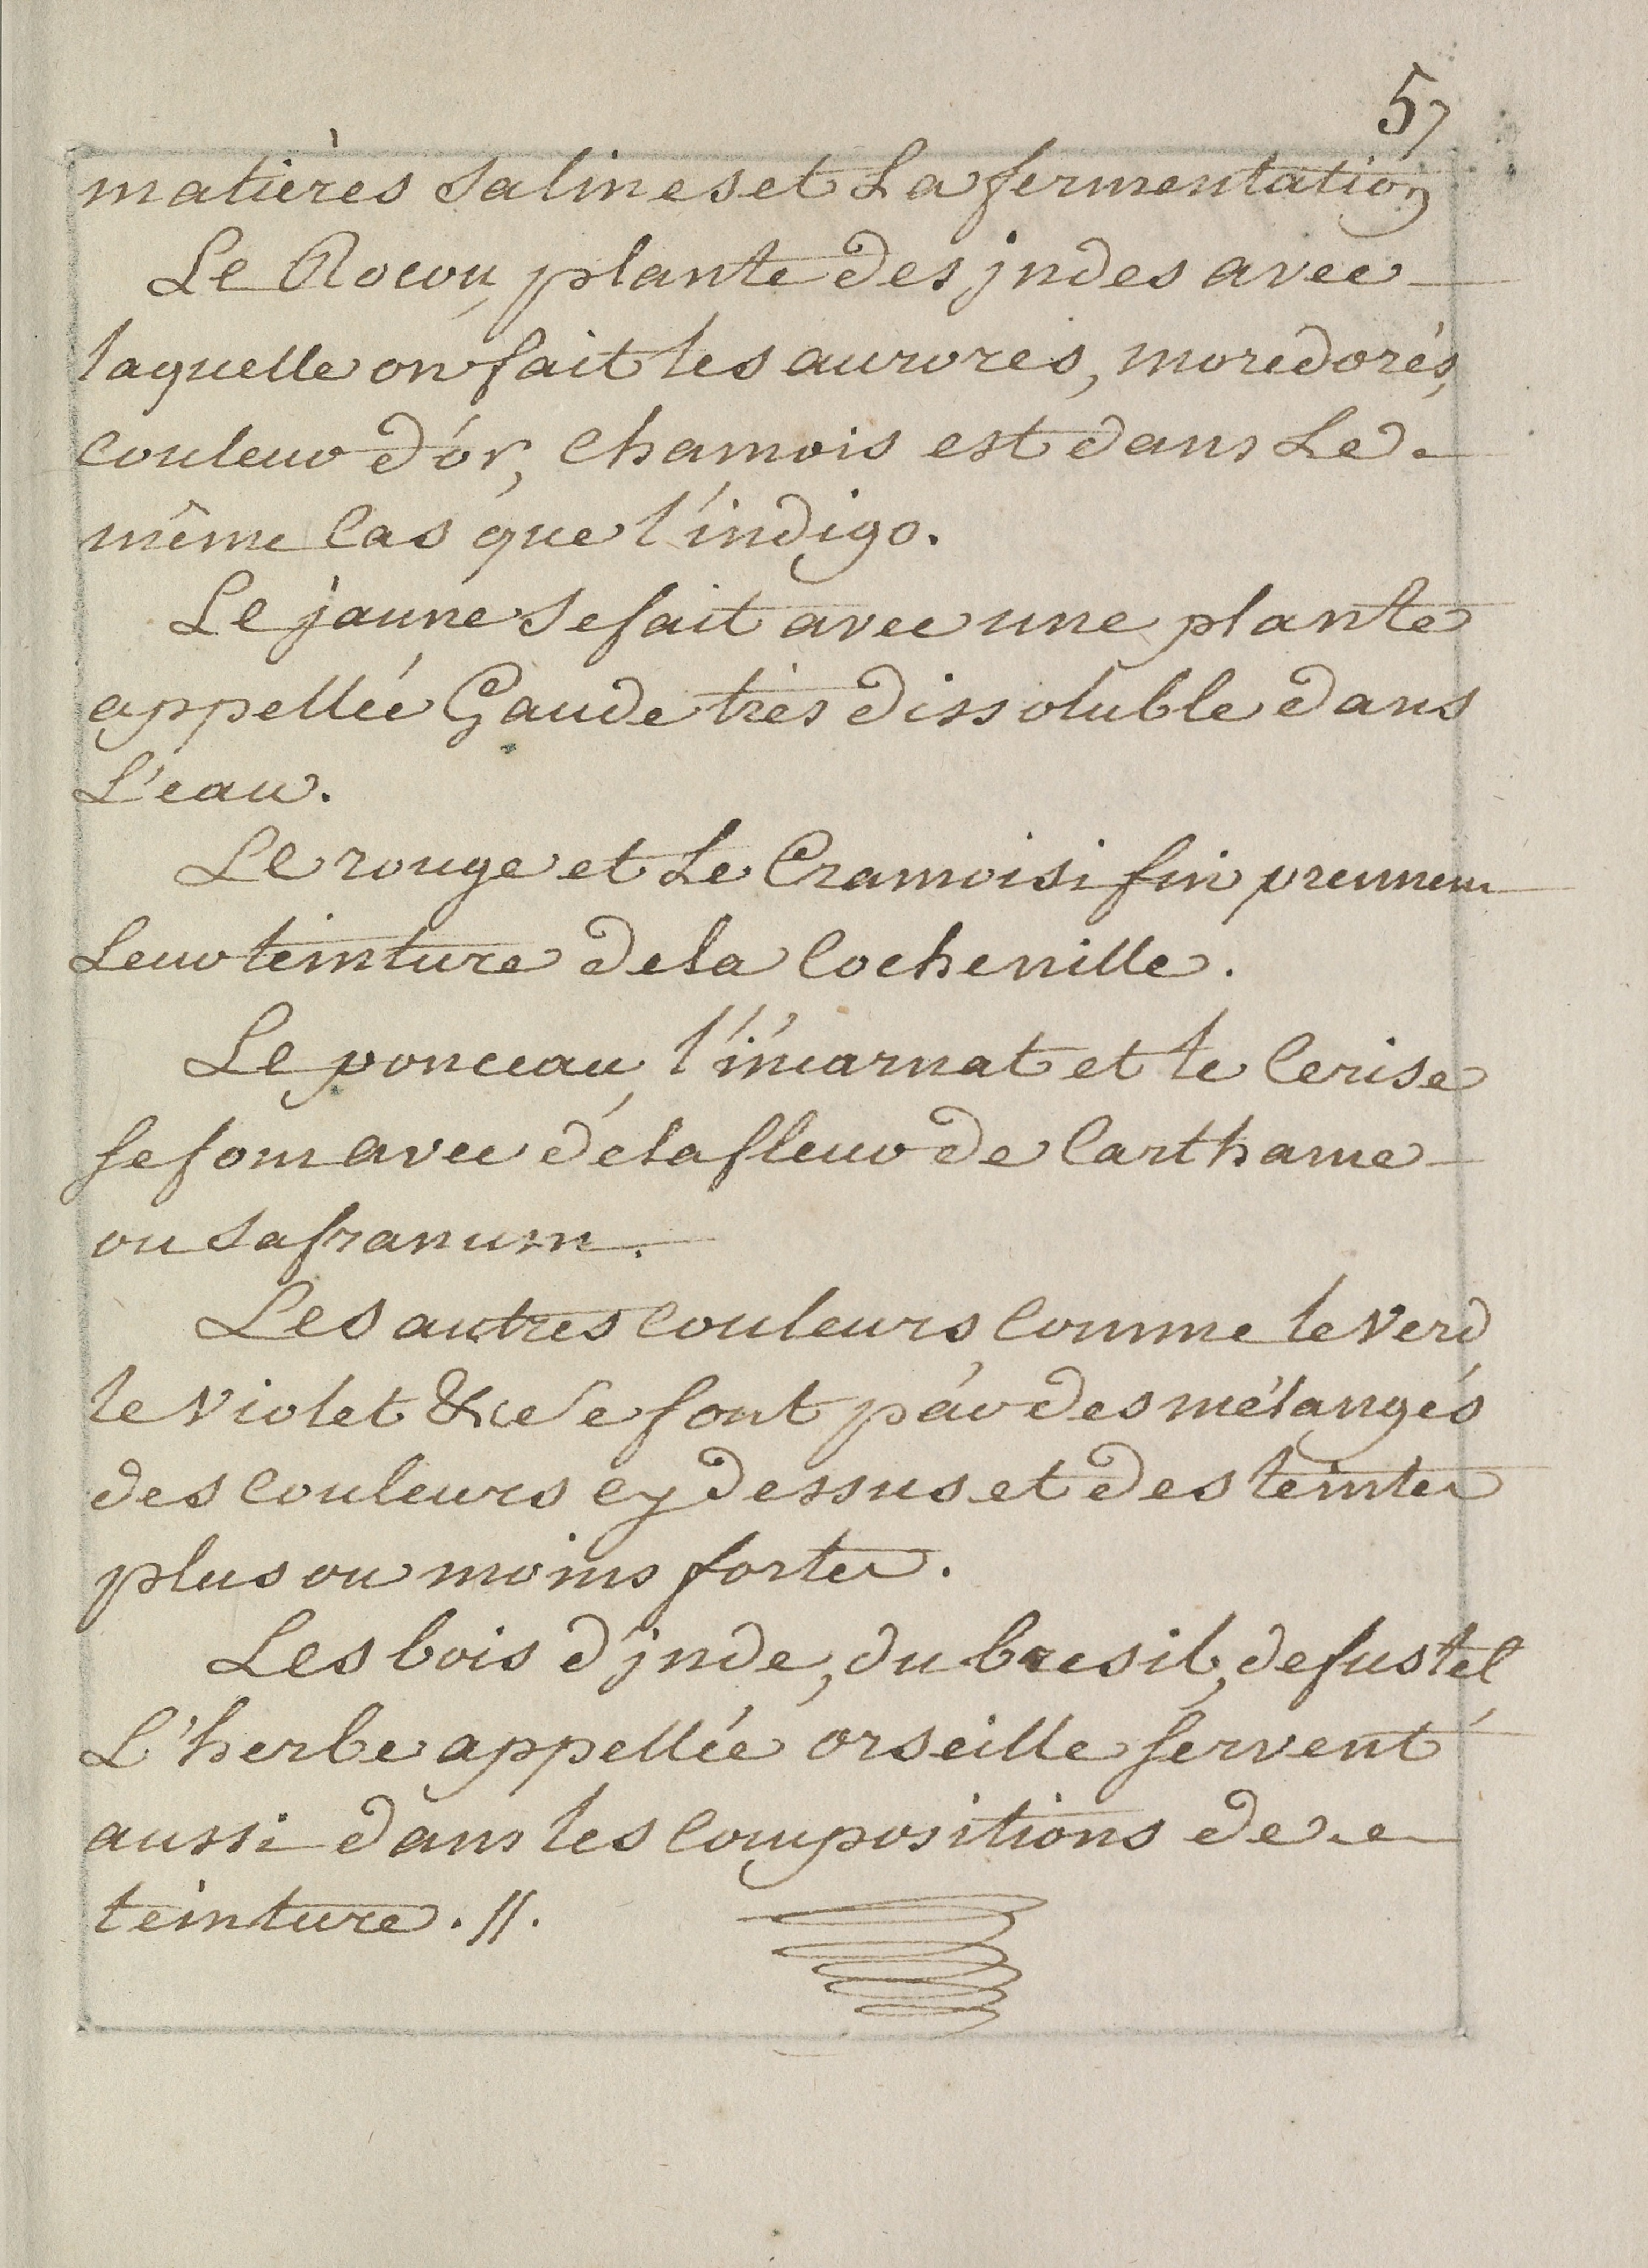 57
matières salines et La fermentation
Le Rocou, plante des jndes avec
laquelle on fait les aurores, moredorés,
couleur d'or, chamois est dans Le
même cas que l'indigo.
Le jaune se fait avec une plante
appellée Gaude très dissoluble dans
L'eau.
Le rouge et Le Cramoisi fin prennent
Leur teinture de la Cochenille.
Le ponceau, l'incarnat et le Cerise
se font avec de la fleur de Carthame
ou safranum.
Les autres couleurs comme le Verd
le Violet &c se font par des mélanges
des couleurs cy dessus et des teintes
plus ou moins fortes.
Les bois d'jnde, du bresil, de fustel
L'herbe appellée orseille servent
aussi dans les compositions de
teinture. //.